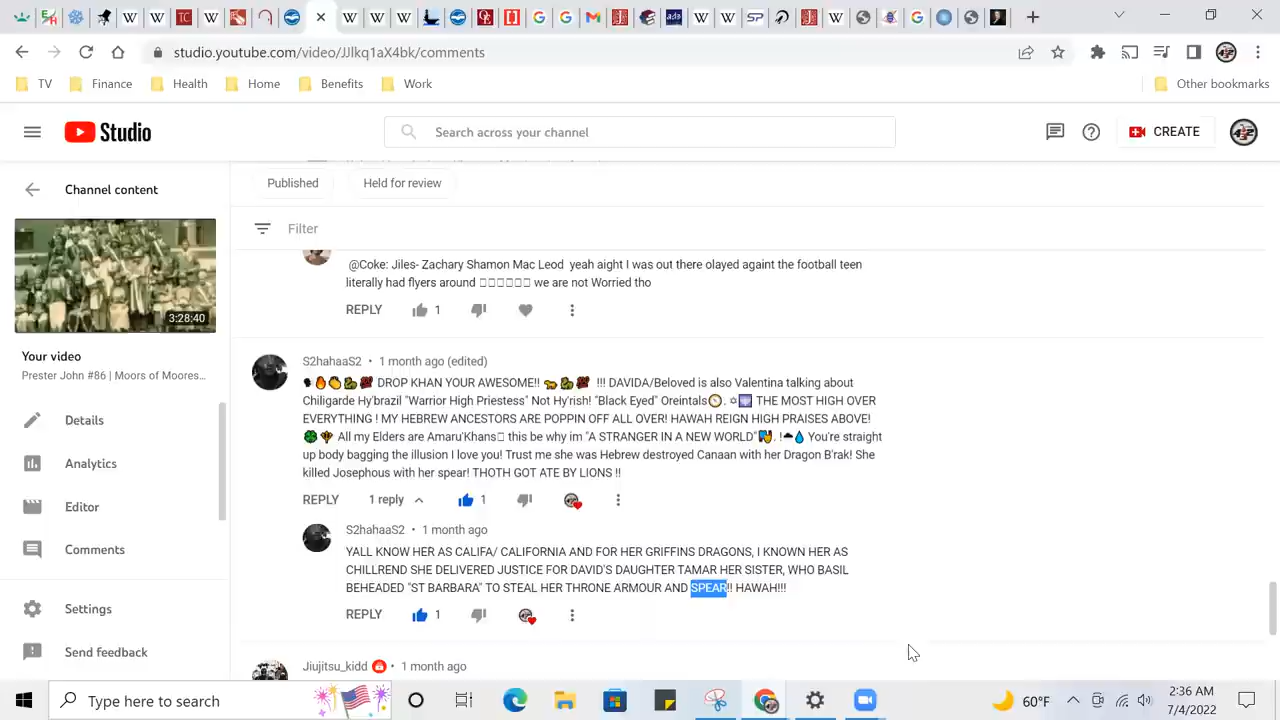 studio.youtube.com/video/JJlkq1aX4bk/comments
TV
Finance
Health
Home
Benefits
Work
Other bookmarks
Studio
Search across your channel
CREATE
Channel content
3:28:40
Your video
Prester John #86 | Moors of Moores...
Details
Analytics
Editor
Comments
Settings
Send feedback
Published
Held for review
Filter
@Coke: Jiles- Zachary Shamon Mac Leod yeah aight I was out there olayed againt the football teen
literally had flyers around □□□□□□ we are not Worried tho
REPLY
1
S2hahaaS2 • 1 month ago (edited)
🗣🔥👏🐉💯 DROP KHAN YOUR AWESOME!! 🐆🐉💯 !!! DAVIDA/Beloved is also Valentina talking about
Chiligarde Hy'brazil "Warrior High Priestess" Not Hy'rish! "Black Eyed" Oreintals🧭. ✡🕎 THE MOST HIGH OVER
EVERYTHING ! MY HEBREW ANCESTORS ARE POPPIN OFF ALL OVER! HAWAH REIGN HIGH PRAISES ABOVE!
🍀⚜ All my Elders are Amaru'Khans□ this be why im "A STRANGER IN A NEW WORLD"🎭. !🌧💧 You're straight
up body bagging the illusion I love you! Trust me she was Hebrew destroyed Canaan with her Dragon B'rak! She
killed Josephous with her spear! THOTH GOT ATE BY LIONS !!
REPLY
1 reply
1
S2hahaaS2 • 1 month ago
YALL KNOW HER AS CALIFA/ CALIFORNIA AND FOR HER GRIFFINS DRAGONS, I KNOWN HER AS
CHILLREND SHE DELIVERED JUSTICE FOR DAVID'S DAUGHTER TAMAR HER SISTER, WHO BASIL
BEHEADED "ST BARBARA" TO STEAL HER THRONE ARMOUR AND SPEAR!! HAWAH!!!
REPLY
1
Jiujitsu_kidd • 1 month ago
Type here to search
60°F
2:36 AM
7/4/2022